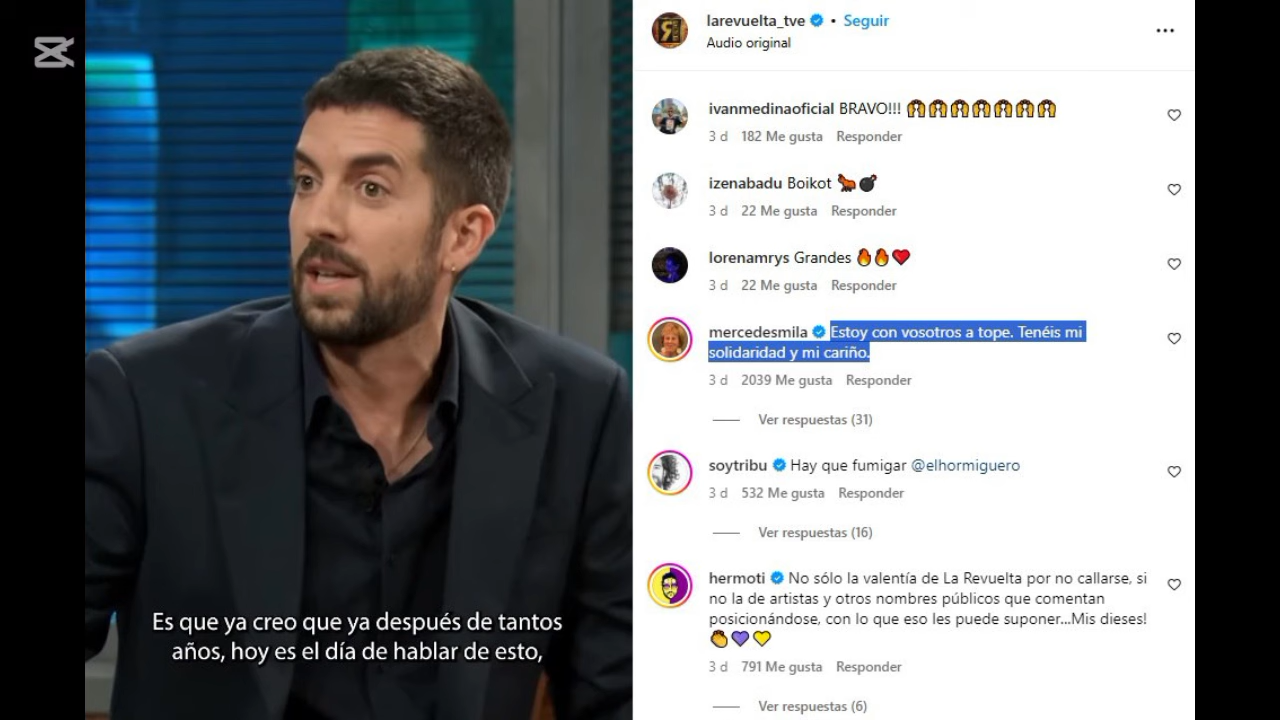 larevuelta_tve • Seguir
Audio original
ivanmedinaoficial BRAVO!!! 🙌🙌🙌🙌🙌🙌🙌
3 d 182 Me gusta Responder
izenabadu Boikot 🐜💣
3 d 22 Me gusta Responder
lorenamrys Grandes 🔥🔥❤️
3 d 22 Me gusta Responder
mercedesmila Estoy con vosotros a tope. Tenéis mi
solidaridad y mi cariño.
3 d 2039 Me gusta Responder
Ver respuestas (31)
soytribu Hay que fumigar @elhormiguero
3 d 532 Me gusta Responder
Ver respuestas (16)
hermoti No sólo la valentía de La Revuelta por no callarse, si
no la de artistas y otros nombres públicos que comentan
posicionándose, con lo que eso les puede suponer...Mis dieses!
👏💜💛
3 d 791 Me gusta Responder
Ver respuestas (6)
Es que ya creo que ya después de tantos
años, hoy es el día de hablar de esto,